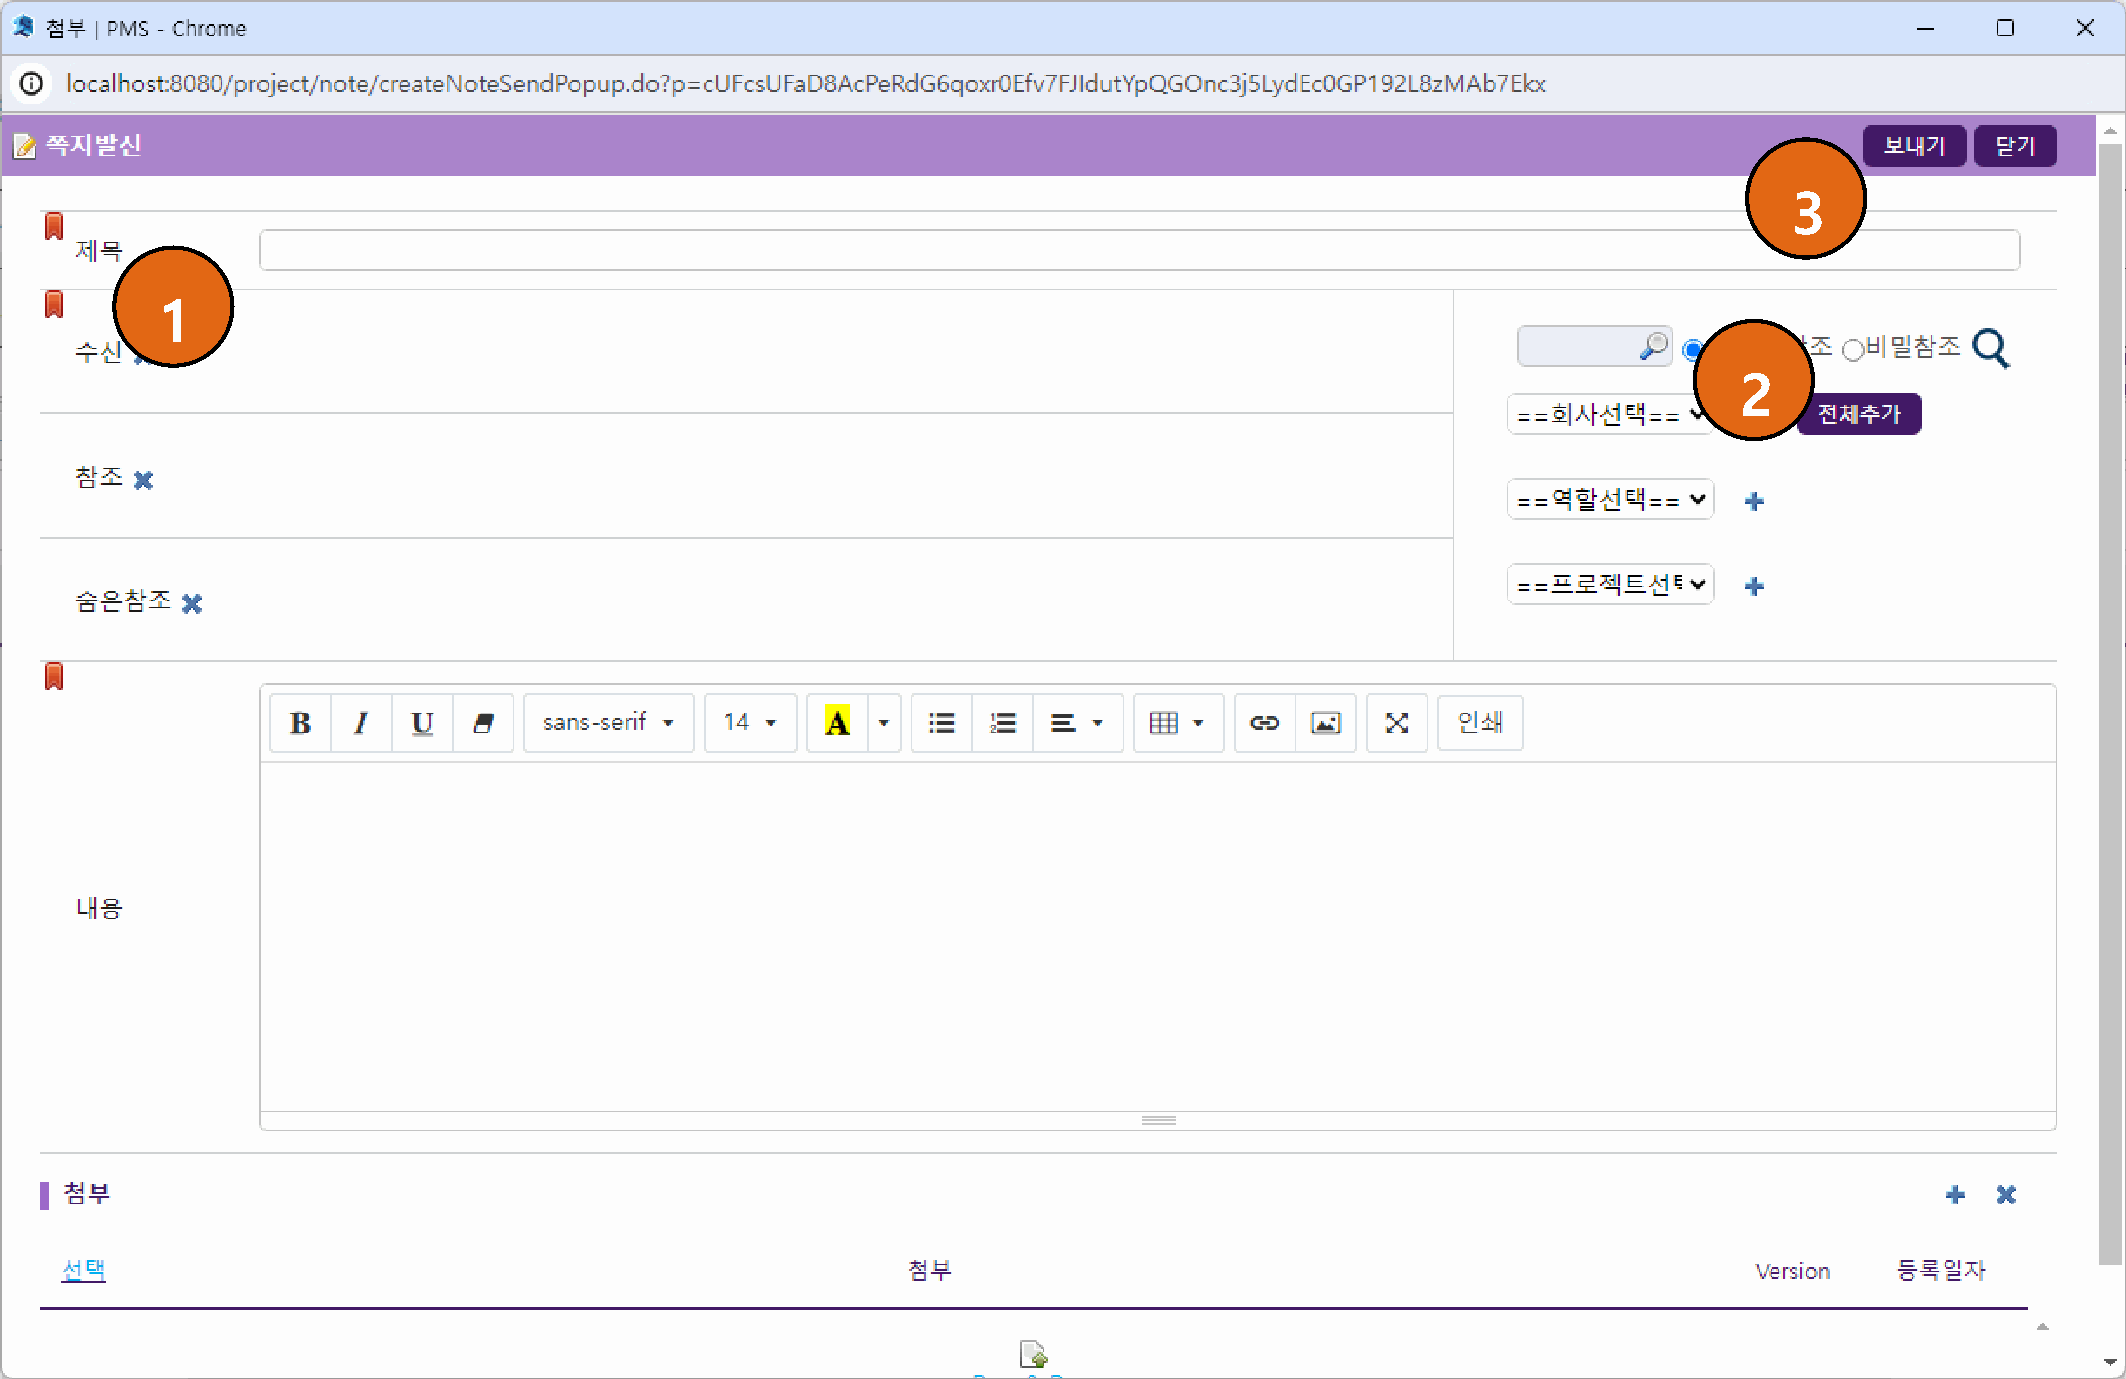 첨부 | PMS - Chrome
localhost:8080/project/note/createNoteSendPopup.do?p=cUFcsUFaD8AcPeRdG6qoxr0Efv7FJIdutYpQGOnc3j5LydEc0GP192L8zMAb7Ekx
쪽지발신 보내기 닫기
3
제목
1
수신 조 비밀참조
2
==회사선택== 전체추가
참조
==역할선택==
==프로젝트선택
숨은참조
B I U sans-serif 14 A 인쇄
내용
첨부
선택 첨부 Version 등록일자